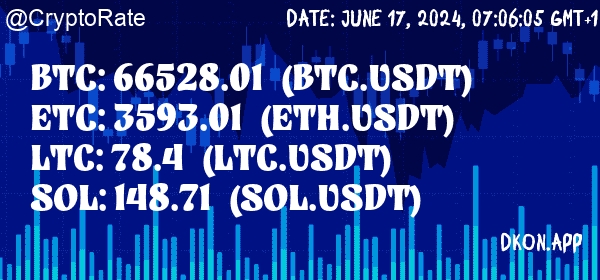 @CryptoRate
DATE: JUNE 17, 2024, 07:06:05 GMT+1
BTC: 66528.01 (BTC.USDT)
ETC: 3593.01 (ETH.USDT)
LTC: 78.4 (LTC.USDT)
SOL: 148.71 (SOL.USDT)
DKON.APP